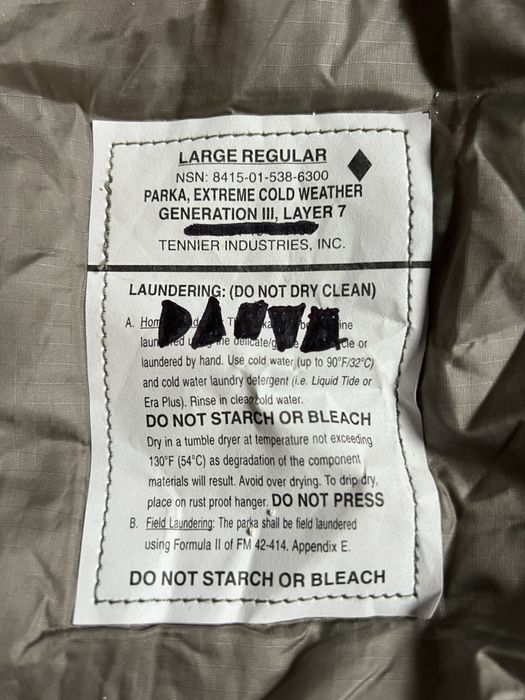 LARGE REGULAR
NSN: 8415-01-538-6300
PARKA, EXTREME COLD WEATHER
GENERATION III, LAYER 7
TENNIER INDUSTRIES, INC.
LAUNDERING: (DO NOT DRY CLEAN)
A.
the delicate/ or
laundered by hand. Use cold water (up to 90°F/32°C)
and cold water laundry detergent (i.e. Liquid Tide or
Era Plus). Rinse in clean cold water.
DO NOT STARCH OR BLEACH
Dry in a tumble dryer at temperature not exceeding
130°F (54°C) as degradation of the component
materials will result. Avoid over drying. To drip dry,
place on rust proof hanger. DO NOT PRESS
B. Field Laundering: The parka shall be field laundered
using Formula II of FM 42-414. Appendix E.
DO NOT STARCH OR BLEACH